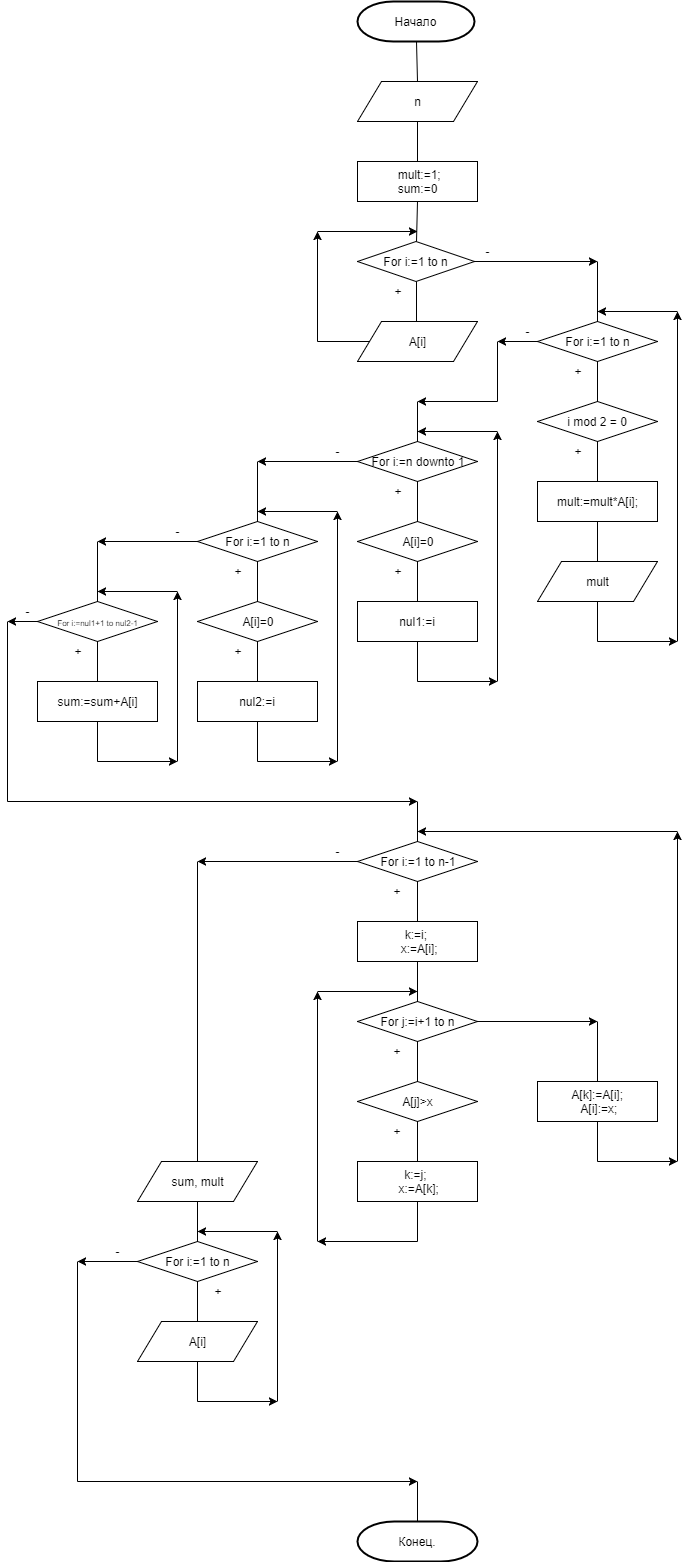 Начало
n
mult:=1;
sum:=0
For i:=1 to n
-
+
A[i]
For i:=1 to n
-
+
i mod 2 = 0
+
mult:=mult*A[i];
mult
For i:=n downto 1
-
+
A[i]=0
+
nul1:=i
For i:=1 to n
-
+
A[i]=0
+
nul2:=i
For i:=nul1+1 to nul2-1
-
+
sum:=sum+A[i]
For i:=1 to n-1
-
+
k:=i;
x:=A[i];
For j:=i+1 to n
+
A[j]>x
+
k:=j;
x:=A[k];
A[k]:=A[i];
A[i]:=x;
sum, mult
For i:=1 to n
-
+
A[i]
Конец.